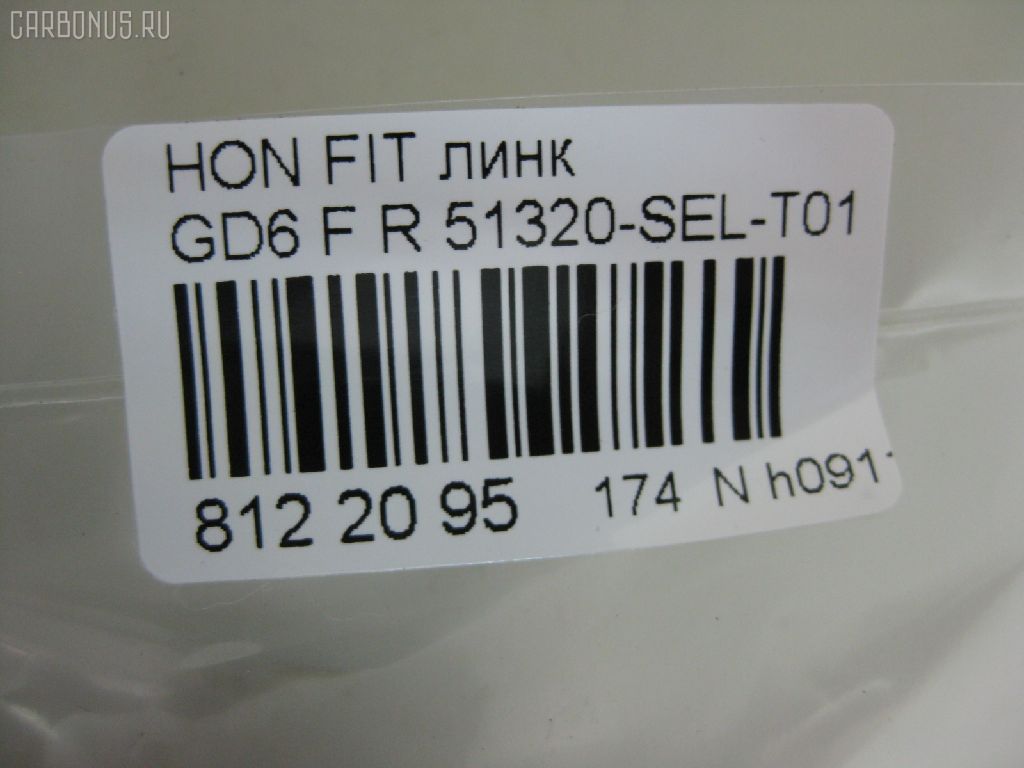 CARBONUS.RU
HON FIT линк
GD6 F R 51320-SEL-T01
812 20 95 174 N h091